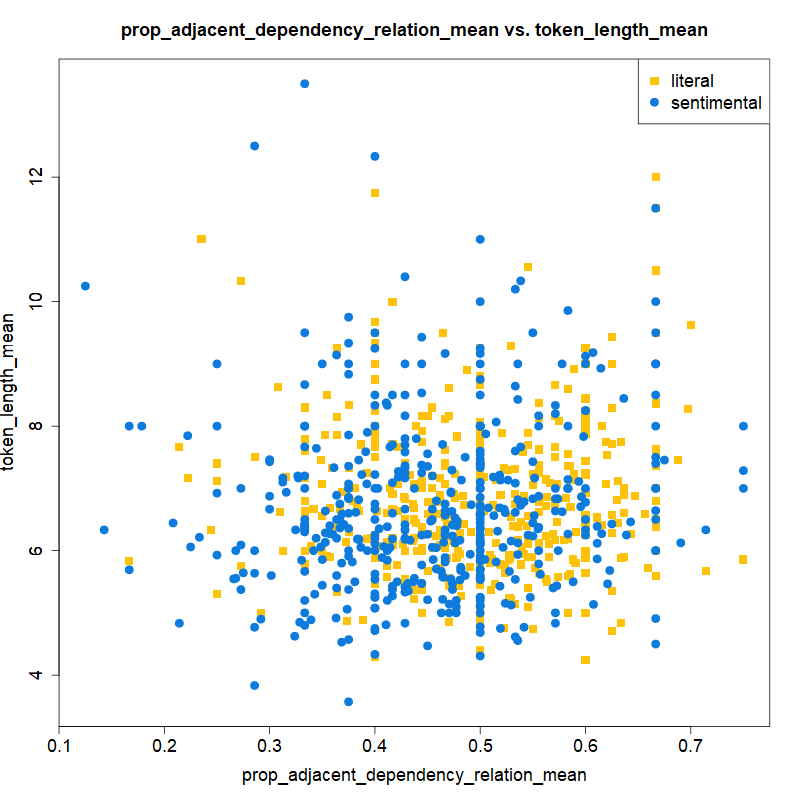 prop_adjacent_dependency_relation_mean vs. token_length_mean
literal
sentimental
12
10
8
6
4
token_length_mean
0.1 0.2 0.3 0.4 0.5 0.6 0.7
prop_adjacent_dependency_relation_mean